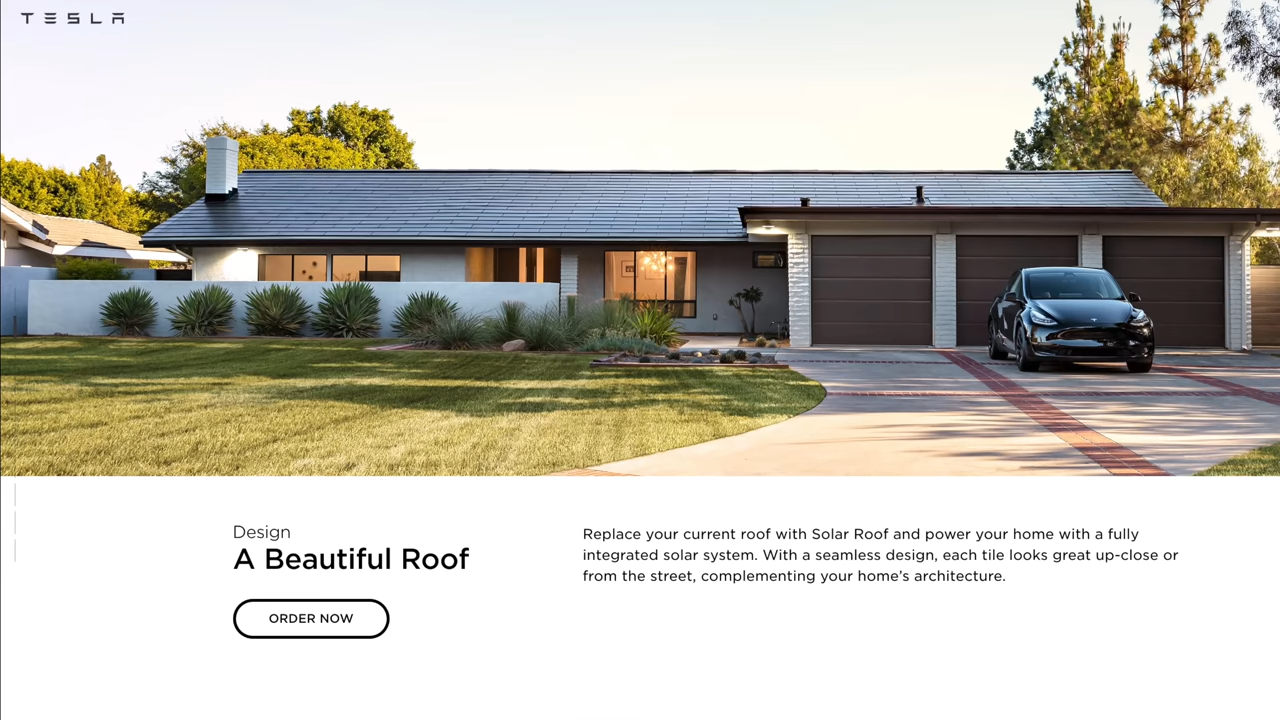 TESLA
Design
A Beautiful Roof
ORDER NOW
Replace your current roof with Solar Roof and power your home with a fully
integrated solar system. With a seamless design, each tile looks great up-close or
from the street, complementing your home’s architecture.